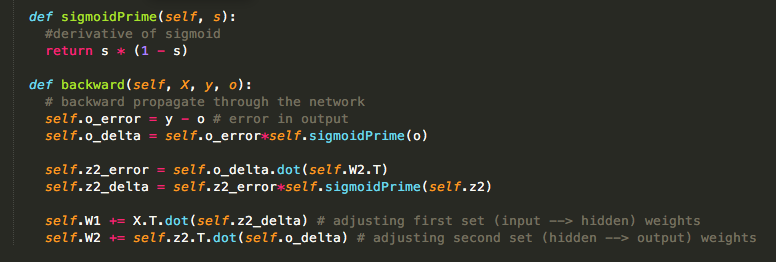 def sigmoidPrime(self, s):
#derivative of sigmoid
return s * (1 - s)
def backward(self, X, y, o):
# backward propagate through the network
self.o_error = y - o # error in output
self.o_delta = self.o_error*self.sigmoidPrime(o)
self.z2_error = self.o_delta.dot(self.W2.T)
self.z2_delta = self.z2_error*self.sigmoidPrime(self.z2)
self.W1 += X.T.dot(self.z2_delta) # adjusting first set (input --> hidden) weights
self.W2 += self.z2.T.dot(self.o_delta) # adjusting second set (hidden --> output) weights